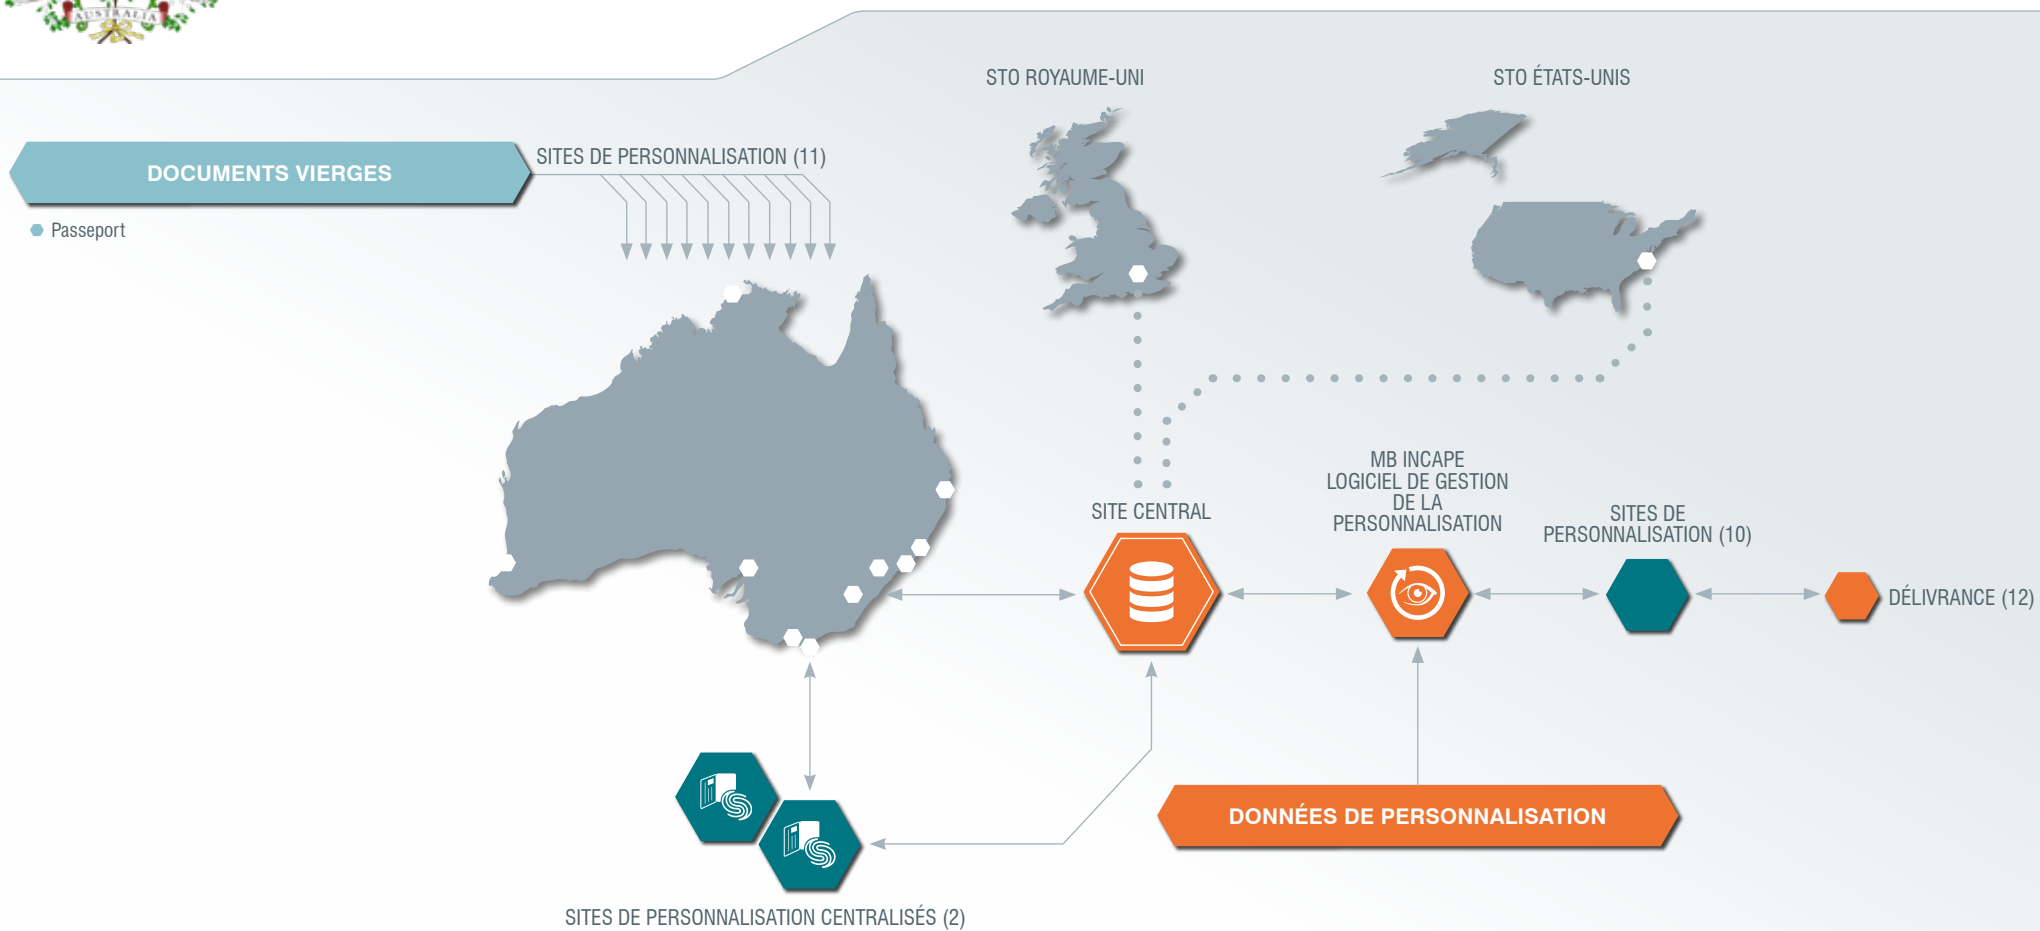 AUSTRALIA
STO ROYAUME-UNI
STO ÉTATS-UNIS
DOCUMENTS VIERGES
SITES DE PERSONNALISATION (11)
Passeport
MB INCAPE
LOGICIEL DE GESTION
DE LA
PERSONNALISATION
SITE CENTRAL
SITES DE
PERSONNALISATION (10)
DÉLIVRANCE (12)
DONNÉES DE PERSONNALISATION
SITES DE PERSONNALISATION CENTRALISÉS (2)